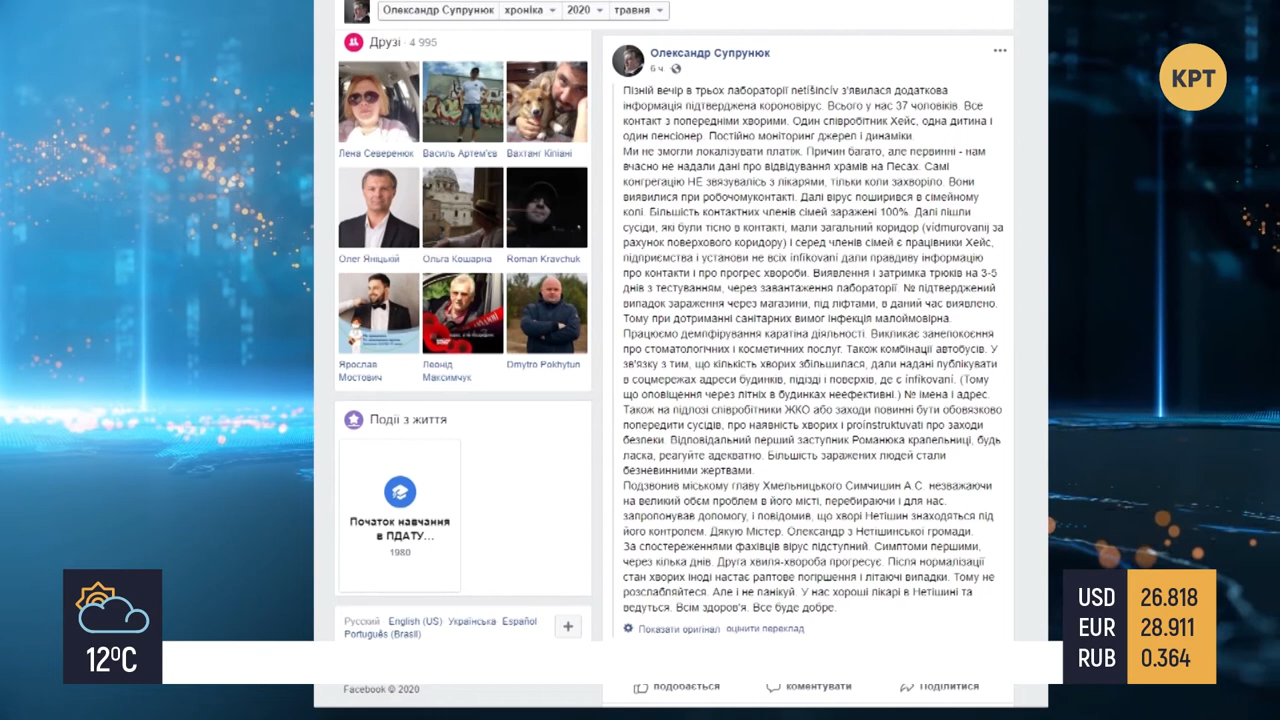 Олександр Супрунюк хроніка 2020 травня
Друзі · 4 995
Лена Северенюк Василь Артем'єв Вахтанг Кіпіані
Олег Яніцькій Ольга Кошарна Roman Kravchuk
Ярослав Мостович
Леонід Максимчук
Dmytro Pokhytun
Події з життя
Початок навчання
в ПДАТУ...
1980
Русский English (US) Українська Español
Português (Brasil)
Facebook © 2020
Олександр Супрунюк
6 ч.
Пізній вечір в трьох лабораторії netíšincív з'явилася додаткова
інформація підтверджена короновірус. Всього у нас 37 чоловіків. Все
контакт з попередніми хворими. Один співробітник Хейс, одна дитина і
один пенсіонер. Постійно моніторинг джерел і динаміки.
Ми не змогли локалізувати платіж. Причин багато, але первинні - нам
вчасно не надали дані про відвідування храмів на Песах. Самі
конгрегацію НЕ звязувалісь з лікарями, тільки коли захворіло. Вони
виявилися при робочомуконтакті. Далі вірус поширився в сімейному
колі. Більшість контактних членів сімей заражені 100%. Далі пішли
сусіди, які були тісно в контакті, мали загальний коридор (vídmurovanij за
рахунок поверхового коридору) і серед членів сімей є працівники Хейс,
підприємства і установи не всіх infikovaní дали правдиву інформацію
про контакти і про прогрес хвороби. Виявлення і затримка трюків на 3-5
днів з тестуванням, через завантаження лабораторії. № підтверджений
випадок зараження через магазини, під ліфтами, в даний час виявлено.
Тому при дотриманні санітарних вимог інфекція малоймовірна.
Працюємо демпфірування каратіна діяльності. Викликає занепокоєння
про стоматологічних і косметичних послуг. Також комбінації автобусів. У
зв'язку з тим, що кількість хворих збільшилася, дали надані публікувати
в соцмережах адреси будинків, підїзді і поверхів, де є infikovaní. (Тому
що оповіщення через літніх в будинках неефективні.) № імена і адрес.
Також на підлозі співробітники ЖКО або заходи повинні бути обовязково
попередити сусідів, про наявність хворих і proínstruktuvati про заходи
безпеки. Відповідальний перший заступник Романюка крапельниці, будь
ласка, реагуйте адекватно. Більшість заражених людей стали
безневинними жертвами.
Подзвонив міському главу Хмельницького Симчишин А.С. незважаючи
на великий обєм проблем в його місті, перебираючи і для нас.
запропонував допомогу, і повідомив, що хворі Нетішин знаходяться під
його контролем. Дякую Містер. Олександр з Нетішинської громади.
За спостереженнями фахівців вірус підступний. Симптоми першими,
через кілька днів. Друга хвиля-хвороба прогресує. Після нормалізації
стан хворих іноді настає раптове погіршення і літаючі випадки. Тому не
розслабляйтеся. Але і не панікуй. У нас хороші лікарі в Нетішині та
ведуться. Всім здоров'я. Все буде добре.
Показати оригінал оцінити переклад
подобається коментувати Поділитися
КРТ
12°C
USD 26.818
EUR 28.911
RUB 0.364